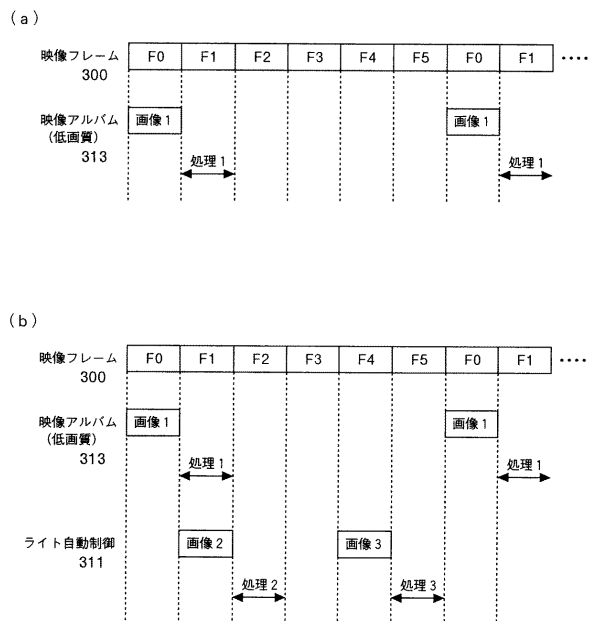 (a)
映像フレーム F0 F1 F2 F3 F4 F5 F0 F1 ····
300
映像アルバム 画像1 画像1
(低画質)
313
処理1 処理1
(b)
映像フレーム F0 F1 F2 F3 F4 F5 F0 F1 ····
300
映像アルバム 画像1 画像1
(低画質)
313
処理1 処理1
ライト自動制御 画像2 画像3
311
処理2 処理3